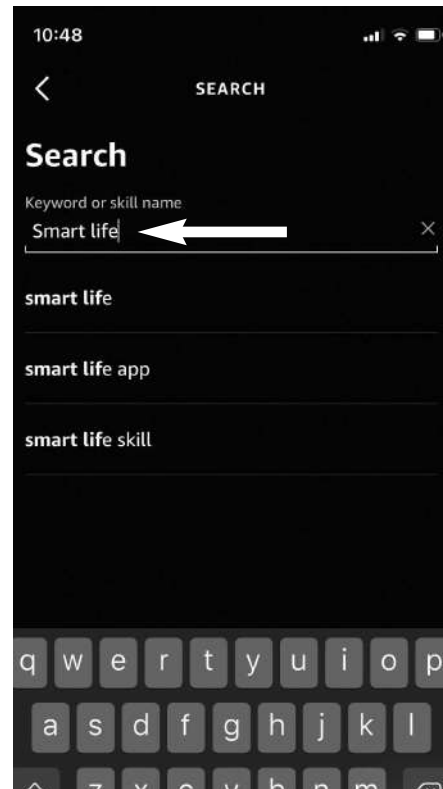 10:48
SEARCH
Search
Keyword or skill name
Smart life
smart life
smart life app
smart life skill
q w e r t y u i o p
a s d f g h j k l
z x c v b n m